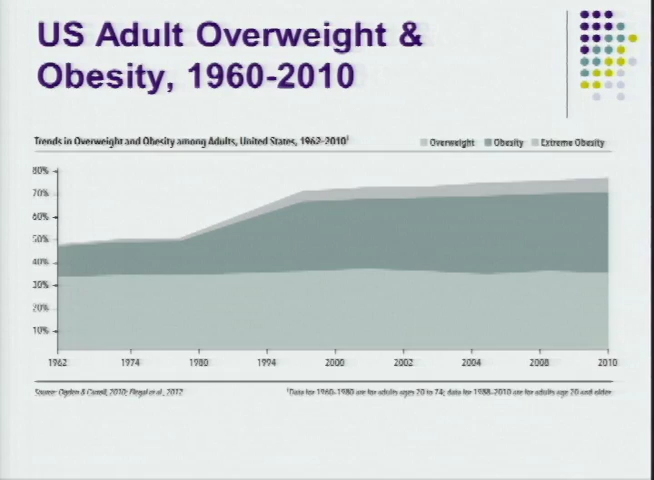 US Adult Overweight &
Obesity, 1960-2010
Trends in Overweight and Obesity among Adults, United States, 1962–2010¹
Overweight Obesity Extreme Obesity
80%
70%
60%
50%
40%
30%
20%
10%
1962 1974 1980 1994 2000 2002 2004 2008 2010
Source: Ogden & Carroll, 2010; Flegal et al., 2012 ¹Data for 1960–1980 are for adults ages 20 to 74; data for 1988–2010 are for adults age 20 and older.